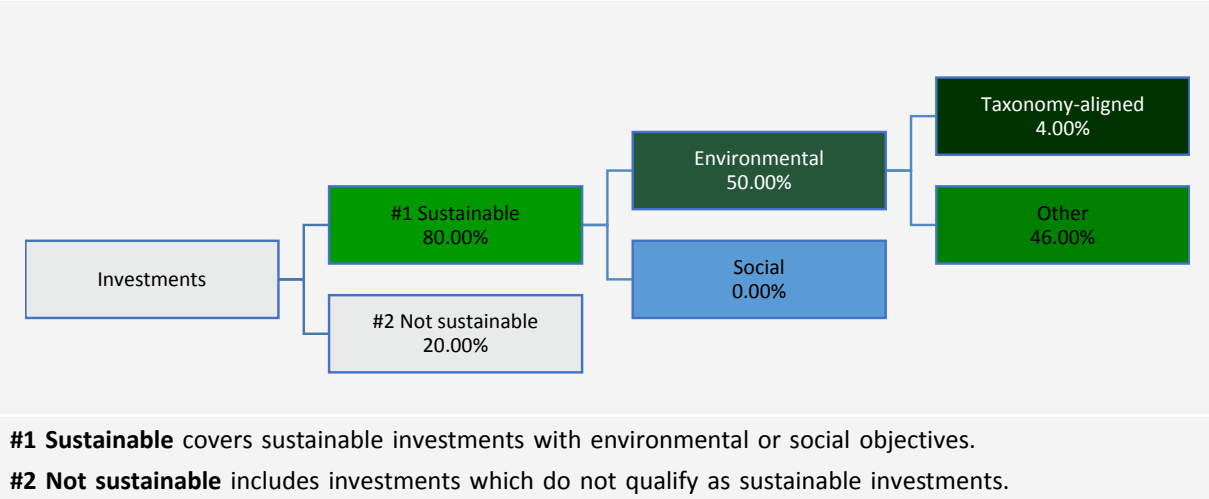 Taxonomy-aligned
4.00%
Environmental
50.00%
#1 Sustainable
80.00%
Other
46.00%
Investments
Social
0.00%
#2 Not sustainable
20.00%
#1 Sustainable covers sustainable investments with environmental or social objectives.
#2 Not sustainable includes investments which do not qualify as sustainable investments.